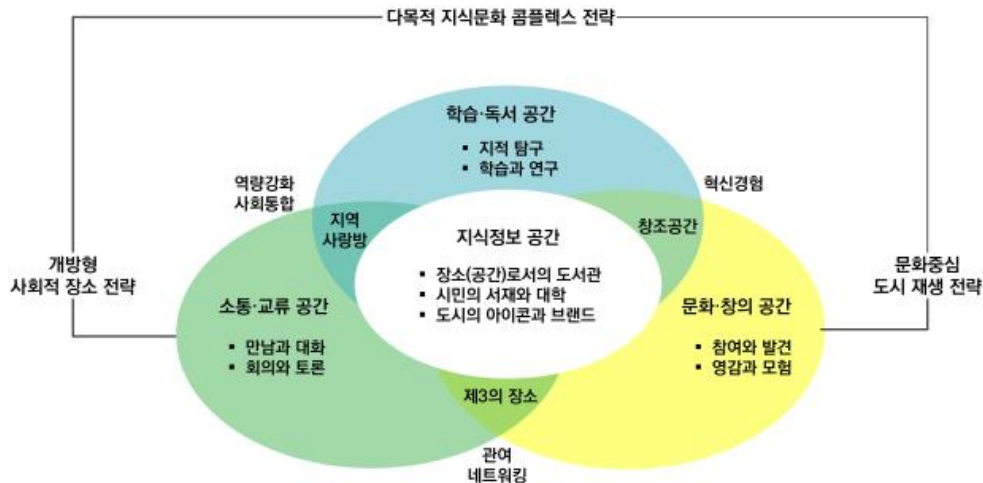 다목적 지식문화 콤플렉스 전략
학습·독서 공간
▪ 지적 탐구
▪ 학습과 연구
역량강화
사회통합
혁신경험
지역
사랑방
창조공간
지식정보 공간
▪ 장소(공간)로서의 도서관
▪ 시민의 서재와 대학
▪ 도시의 아이콘과 브랜드
개방형
사회적 장소 전략
문화중심
도시 재생 전략
소통·교류 공간
▪ 만남과 대화
▪ 회의와 토론
문화·창의 공간
▪ 참여와 발견
▪ 영감과 모험
제3의 장소
관여
네트워킹